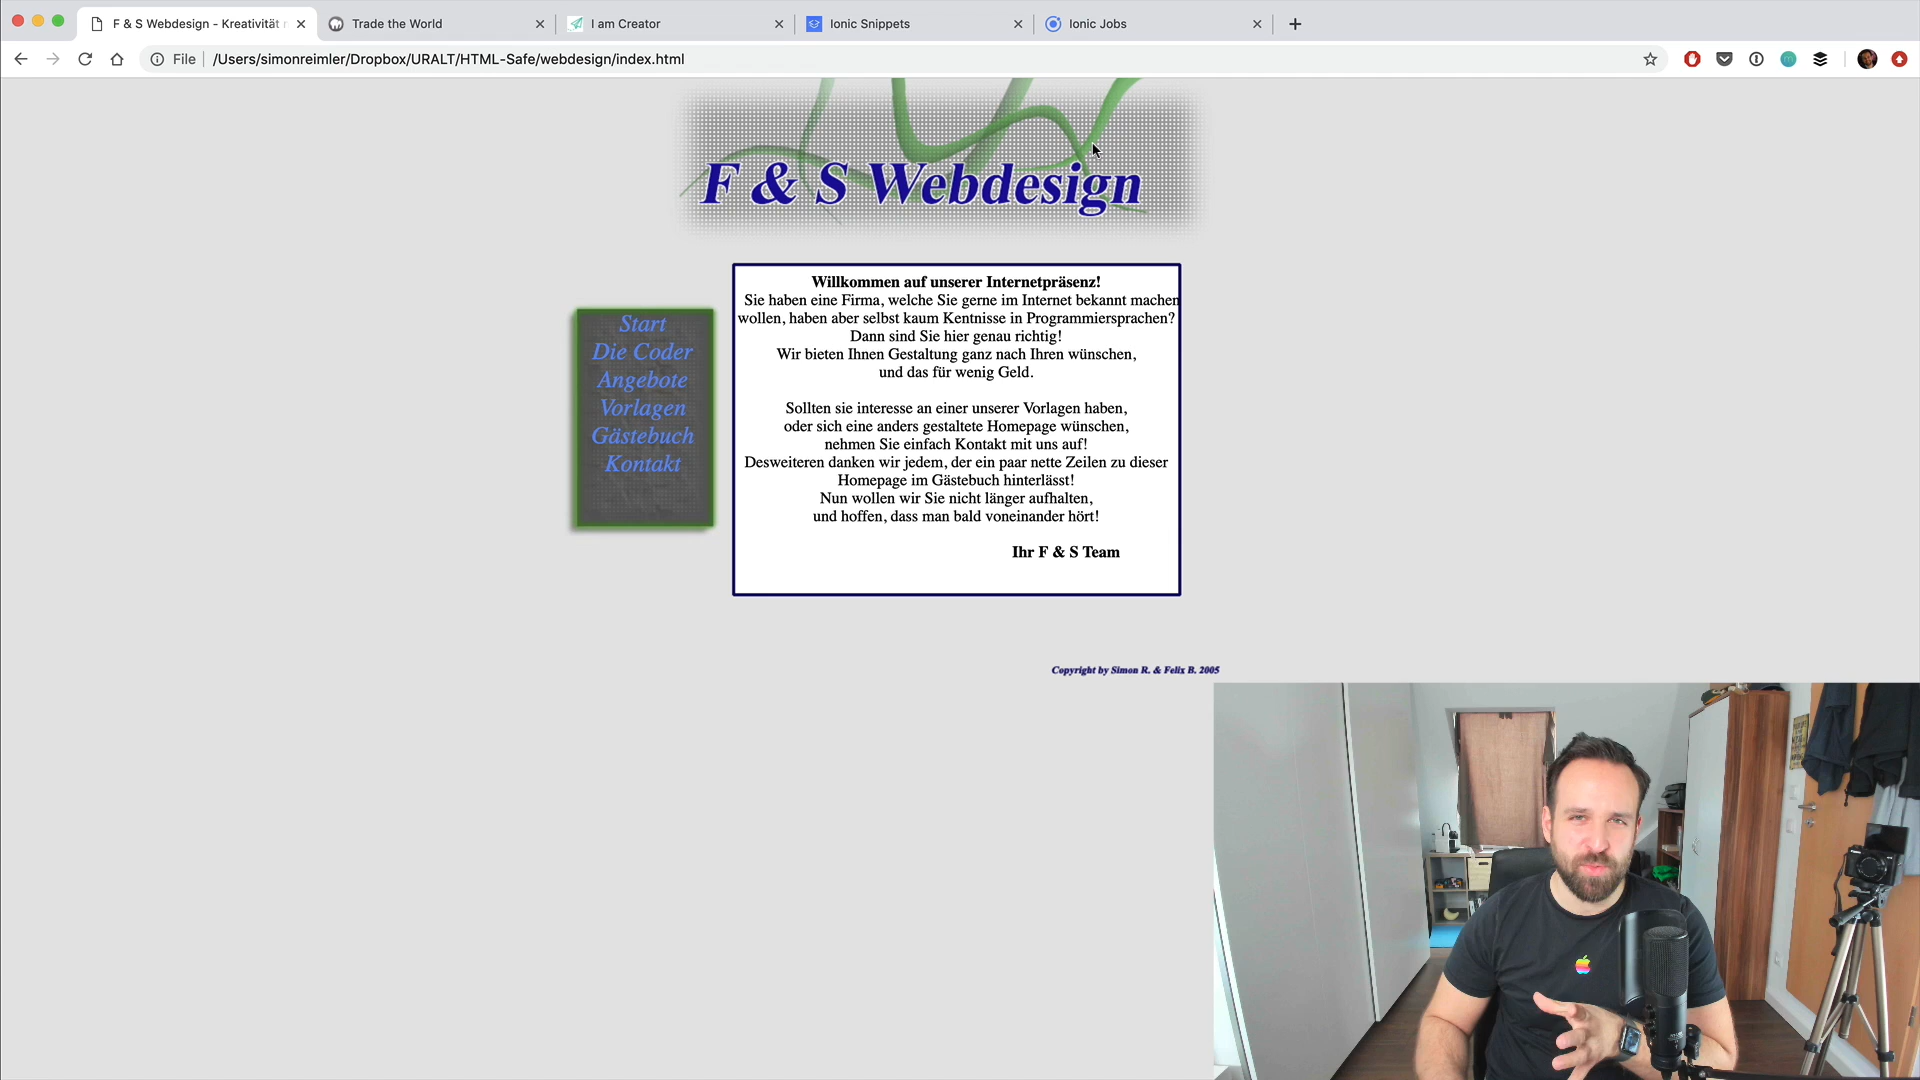 F & S Webdesign - Kreativität
Trade the World
I am Creator
Ionic Snippets
Ionic Jobs
File
/Users/simonreimler/Dropbox/URALT/HTML-Safe/webdesign/index.html
F & S Webdesign
Start
Die Coder
Angebote
Vorlagen
Gästebuch
Kontakt
Willkommen auf unserer Internetpräsenz!
Sie haben eine Firma, welche Sie gerne im Internet bekannt machen
wollen, haben aber selbst kaum Kentnisse in Programmiersprachen?
Dann sind Sie hier genau richtig!
Wir bieten Ihnen Gestaltung ganz nach Ihren wünschen,
und das für wenig Geld.
Sollten sie interesse an einer unserer Vorlagen haben,
oder sich eine anders gestaltete Homepage wünschen,
nehmen Sie einfach Kontakt mit uns auf!
Desweiteren danken wir jedem, der ein paar nette Zeilen zu dieser
Homepage im Gästebuch hinterlässt!
Nun wollen wir Sie nicht länger aufhalten,
und hoffen, dass man bald voneinander hört!
Ihr F & S Team
Copyright by Simon R. & Felix B. 2005